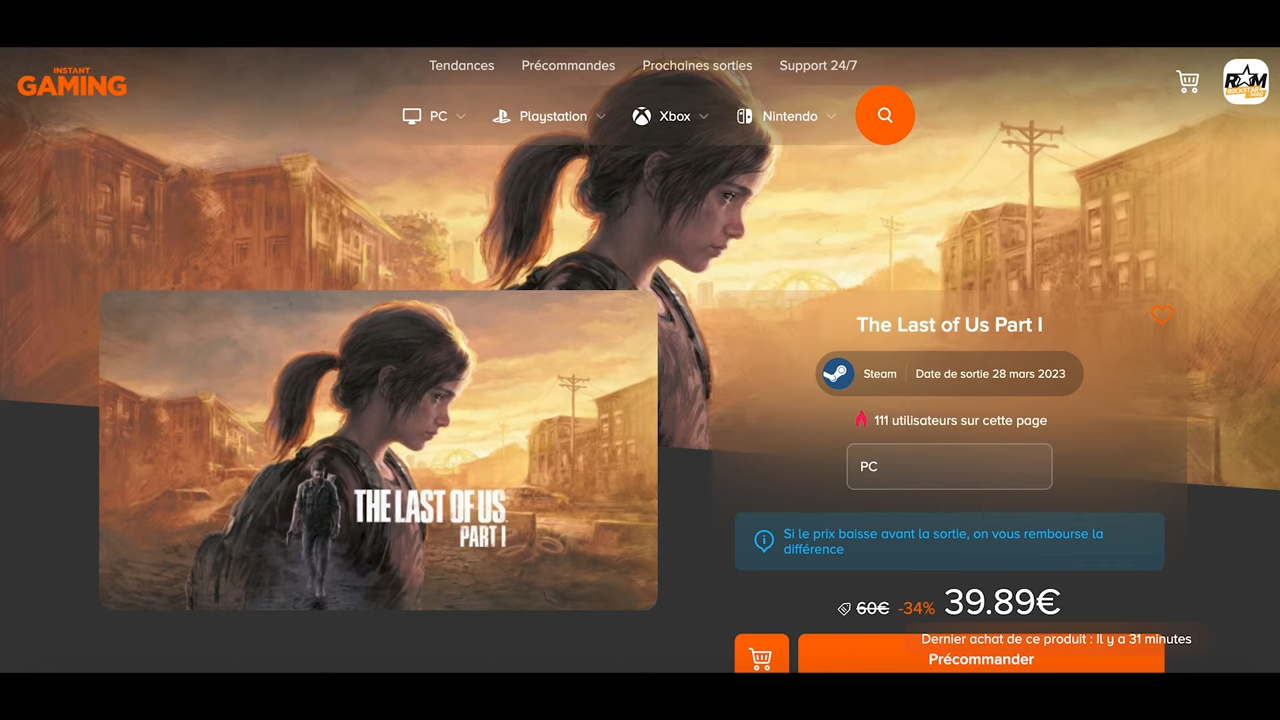 INSTANT
GAMING
Tendances
Précommandes
Prochaines sorties
Support 24/7
PC
Playstation
Xbox
Nintendo
RM
ROCKSTAR
MAG'
The Last of Us Part I
Steam
Date de sortie 28 mars 2023
111 utilisateurs sur cette page
PC
THE LAST OF US
PART I
Si le prix baisse avant la sortie, on vous rembourse la
différence
60€ -34% 39.89€
Dernier achat de ce produit : Il y a 31 minutes
Précommander